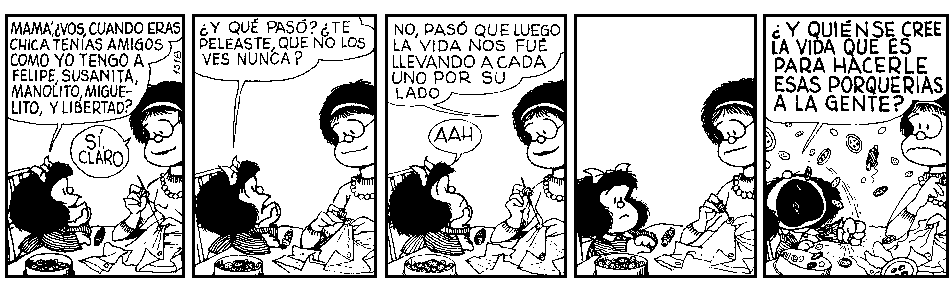 MAMÁ, ¿VOS, CUANDO ERAS
CHICA TENÍAS AMIGOS
COMO YO TENGO A
FELIPE, SUSANITA,
MANOLITO, MIGUE-
LITO, Y LIBERTAD?
SÍ,
CLARO
¿Y QUÉ PASÓ? ¿TE
PELEASTE, QUE NO LOS
VES NUNCA?
NO, PASÓ QUE LUEGO
LA VIDA NOS FUÉ
LLEVANDO A CADA
UNO POR SU
LADO
AAH
¿Y QUIÉN SE CREE
LA VIDA QUE ES
PARA HACERLE
ESAS PORQUERÍAS
A LA GENTE?